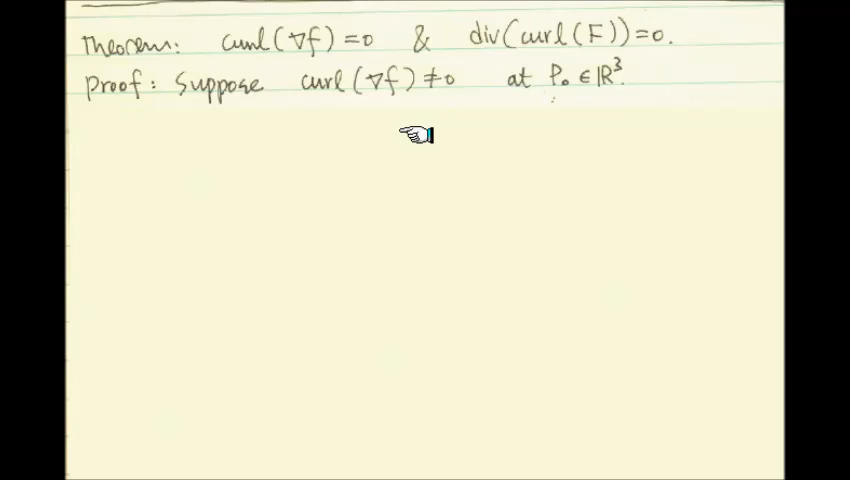 Theorem: curl(∇f)=0 & div(curl(F))=0.
Proof: Suppose curl(∇f)≠0 at P₀∈ℝ³.